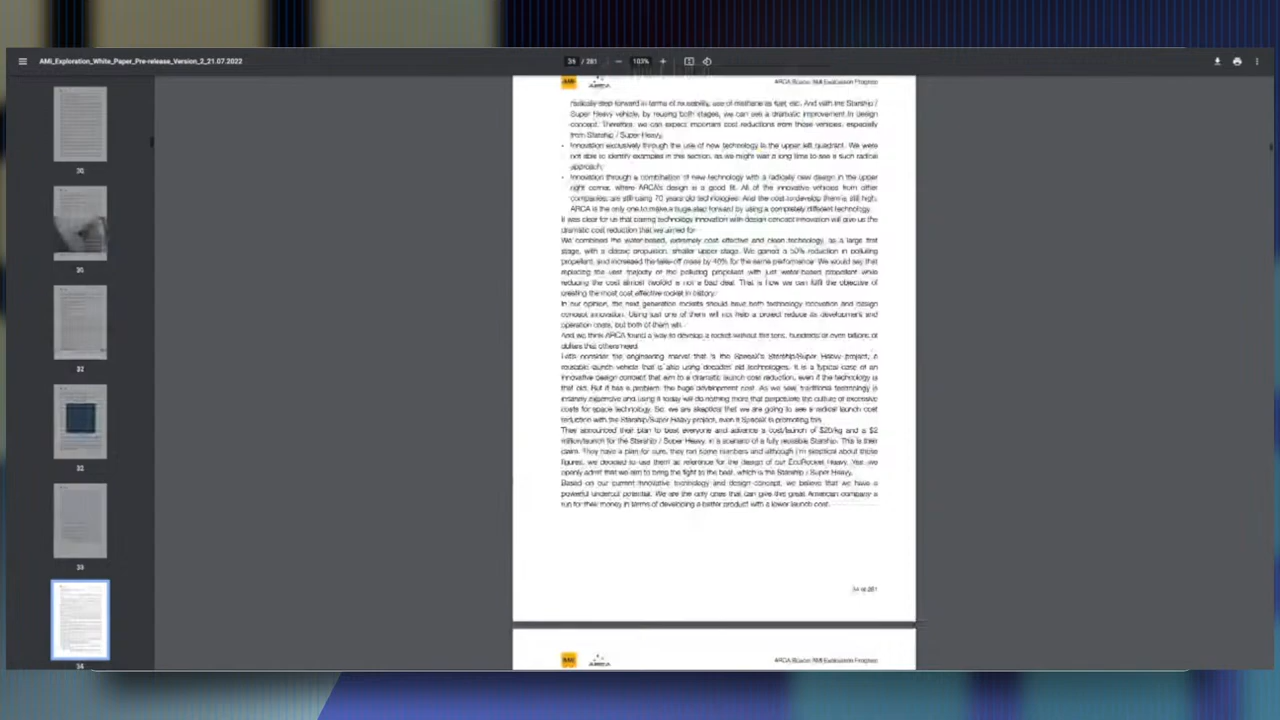 AMi_Exploration_White_Paper_Pre-release_Version_2_21.07.2022
/ 281
103%
AMi
ARCA
radically step forward in terms of reusability, use of methane as fuel, etc. And with the Starship /
Super Heavy vehicle, by reusing both stages, we can see a dramatic improvement in design
concept. Therefore, we can expect important cost reductions from those vehicles, especially
from Starship / Super Heavy.
• Innovation exclusively through the use of new technology is the upper left quadrant. We were
not able to identify examples in this section, as we might wait a long time to see a such radical
approach;
• Innovation through a combination of new technology with a radically new design in the upper
right corner, where ARCA's design is a good fit. All of the innovative vehicles from other
companies are still using 70 years old technologies. And the cost to develop them is still high.
ARCA is the only one to make a huge step forward by using a completely different technology.
It was clear for us that pairing technology innovation with design concept innovation will give us the
dramatic cost reduction that we aimed for.
We combined the water-based, extremely cost effective and clean technology, as a large first
stage, with a classic propulsion, smaller upper stage. We gained a 50% reduction in polluting
propellant, and increased the take-off mass by 40% for the same performance. We would say that
replacing the vast majority of the polluting propellant with just water-based propellant while
reducing the cost almost twofold is not a bad deal. That is how we can fulfil the objective of
creating the most cost effective rocket in history.
In our opinion, the next generation rockets should have both technology innovation and design
concept innovation. Using just one of them will not help a project reduce its development and
operation costs, but both of them will.
And we think ARCA found a way to develop a rocket without the tens, hundreds or even billions of
dollars that others need.
Let's consider the engineering marvel that is the SpaceX's Starship/Super Heavy project, a
reusable launch vehicle that is also using decades old technologies. It is a typical case of an
innovative design concept that aim to a dramatic launch cost reduction, even if the technology is
that old. But it has a problem: the huge development cost. As we see, traditional technology is
insanely expensive and using it today will do nothing more that perpetuate the culture of excessive
costs for space technology. So, we are skeptical that we are going to see a radical launch cost
reduction with the Starship/Super Heavy project, even if SpaceX is promoting this.
They announced their plan to beat everyone and advance a cost/launch of $20/kg and a $2
million/launch for the Starship / Super Heavy, in a scenario of a fully reusable Starship. This is their
claim. They have a plan for sure, they ran some numbers and although I'm skeptical about those
figures, we decided to use them as reference for the design of our EcoRocket Heavy. Yes, we
openly admit that we aim to bring the fight to the best, which is the Starship / Super Heavy.
Based on our current innovative technology and design concept, we believe that we have a
powerful undercut potential. We are the only ones that can give this great American company a
run for their money in terms of developing a better product with a lower launch cost.
34 of 281
AMi
ARCA
30
32
33
34